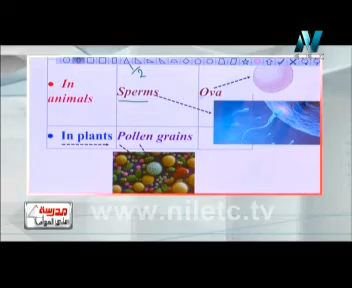 In animals
Sperms
Ova
In plants
Pollen grains
www.niletc.tv
مدرسة
على الهواء